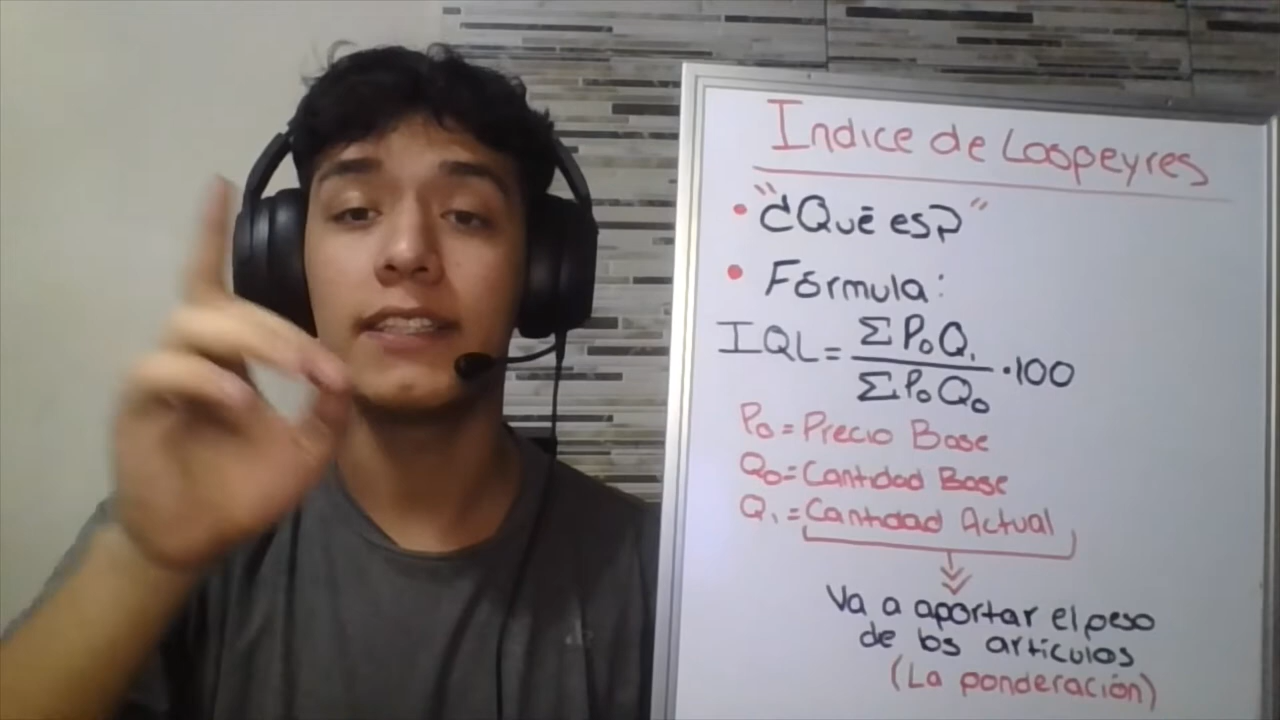 Indice de Laspeyres
• "¿Qué es?"
• Fórmula:
IQL = ΣP₀Q₁ / ΣP₀Q₀ · 100
P₀ = Precio Base
Q₀ = Cantidad Base
Q₁ = Cantidad Actual
Va a aportar el peso
de los artículos
(La ponderación)